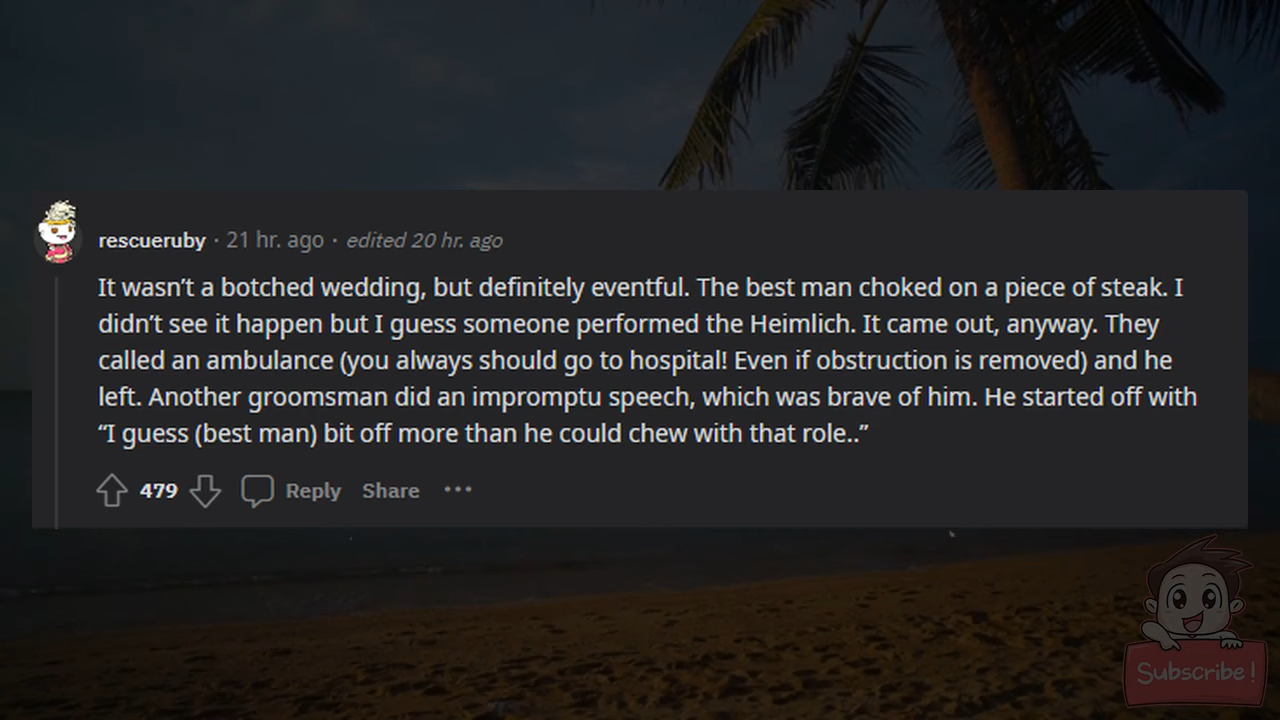 rescueruby · 21 hr. ago · edited 20 hr. ago
It wasn’t a botched wedding, but definitely eventful. The best man choked on a piece of steak. I
didn’t see it happen but I guess someone performed the Heimlich. It came out, anyway. They
called an ambulance (you always should go to hospital! Even if obstruction is removed) and he
left. Another groomsman did an impromptu speech, which was brave of him. He started off with
“I guess (best man) bit off more than he could chew with that role..”
479 Reply Share ···
Subscribe!